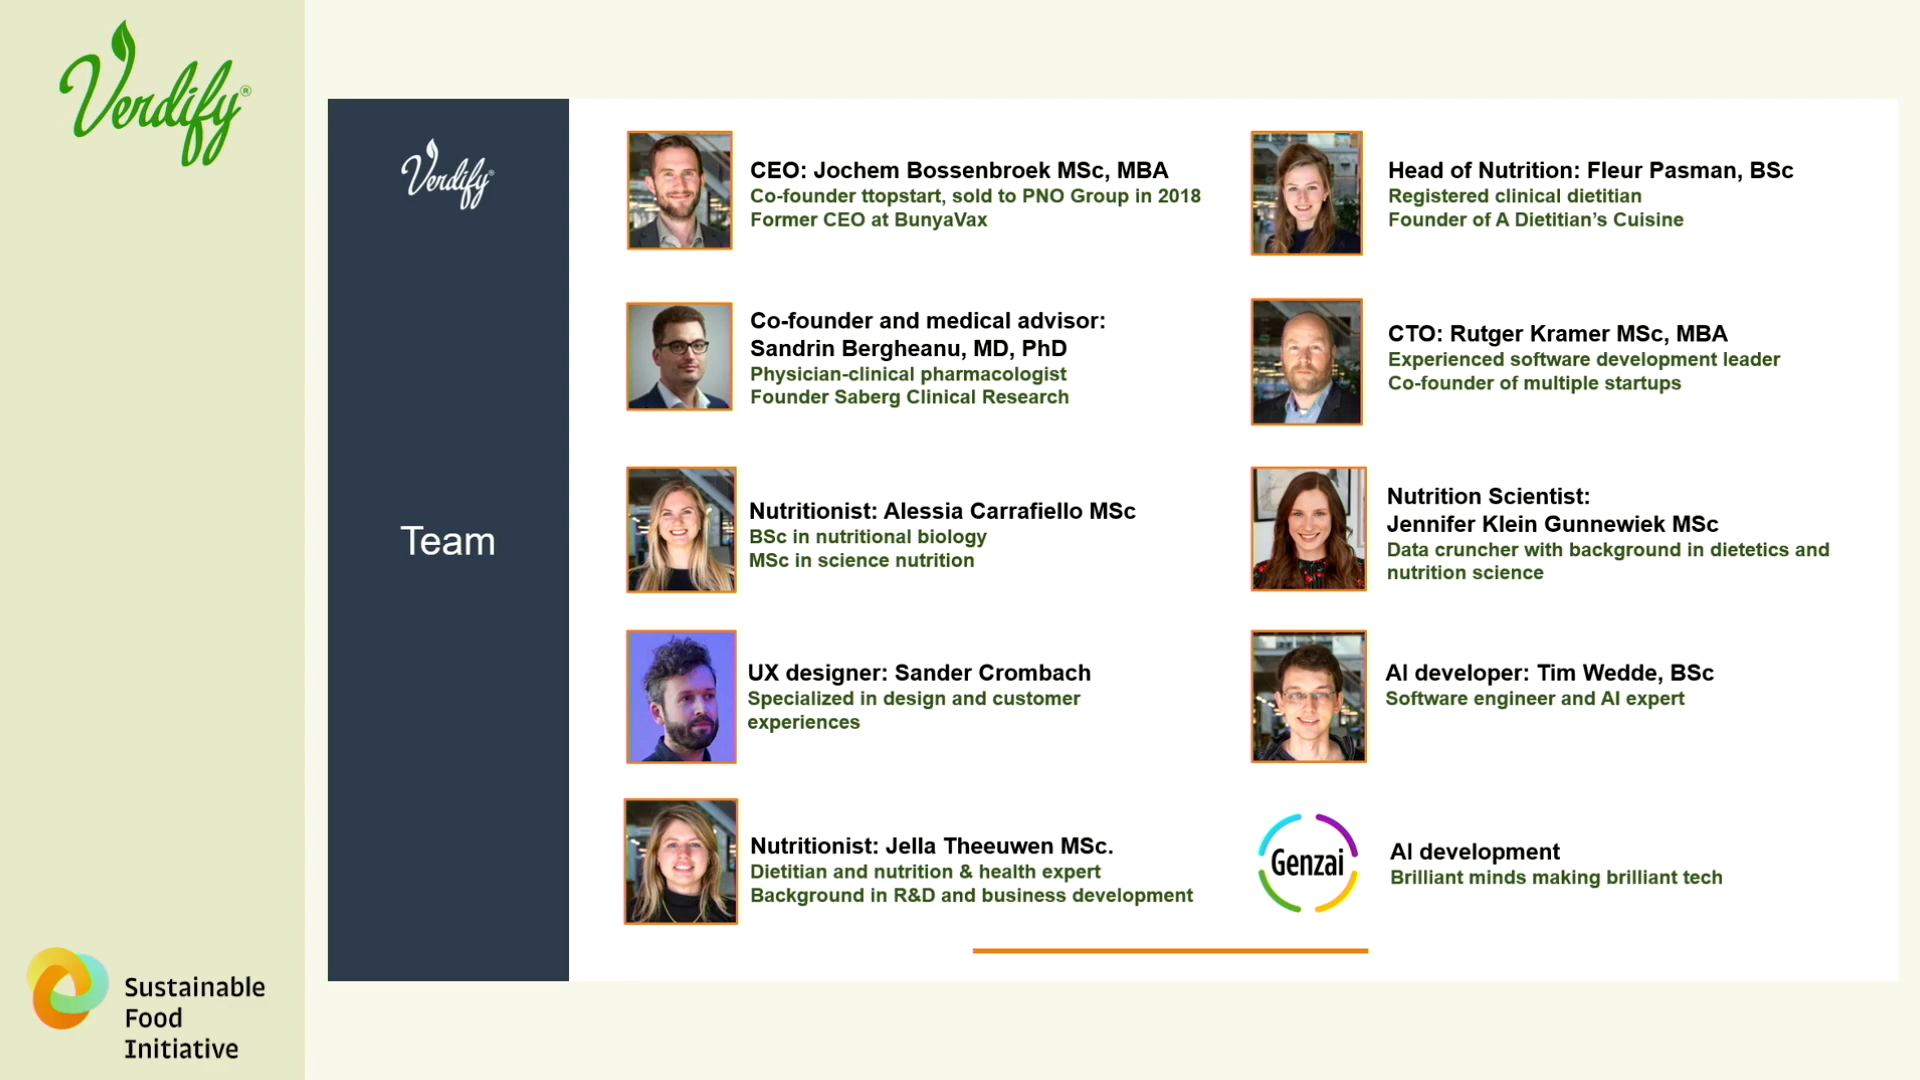 Verdify®
Verdify®
Team
CEO: Jochem Bossenbroek MSc, MBA
Co-founder ttopstart, sold to PNO Group in 2018
Former CEO at BunyaVax
Head of Nutrition: Fleur Pasman, BSc
Registered clinical dietitian
Founder of A Dietitian’s Cuisine
Co-founder and medical advisor:
Sandrin Bergheanu, MD, PhD
Physician-clinical pharmacologist
Founder Saberg Clinical Research
CTO: Rutger Kramer MSc, MBA
Experienced software development leader
Co-founder of multiple startups
Nutritionist: Alessia Carrafiello MSc
BSc in nutritional biology
MSc in science nutrition
Nutrition Scientist:
Jennifer Klein Gunnewiek MSc
Data cruncher with background in dietetics and
nutrition science
UX designer: Sander Crombach
Specialized in design and customer
experiences
AI developer: Tim Wedde, BSc
Software engineer and AI expert
Nutritionist: Jella Theeuwen MSc.
Dietitian and nutrition & health expert
Background in R&D and business development
Genzai
AI development
Brilliant minds making brilliant tech
Sustainable
Food
Initiative